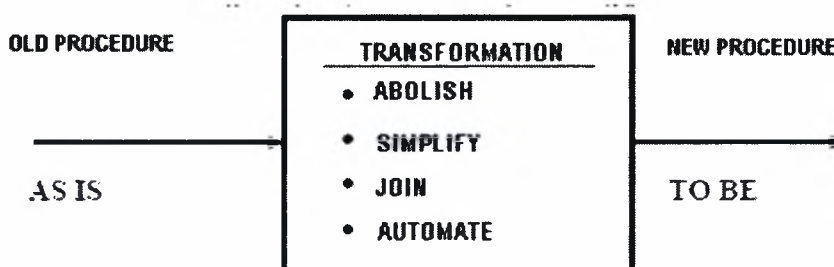 OLD PROCEDURE
TRANSFORMATION
• ABOLISH
• SIMPLIFY
• JOIN
• AUTOMATE
NEW PROCEDURE
AS IS
TO BE